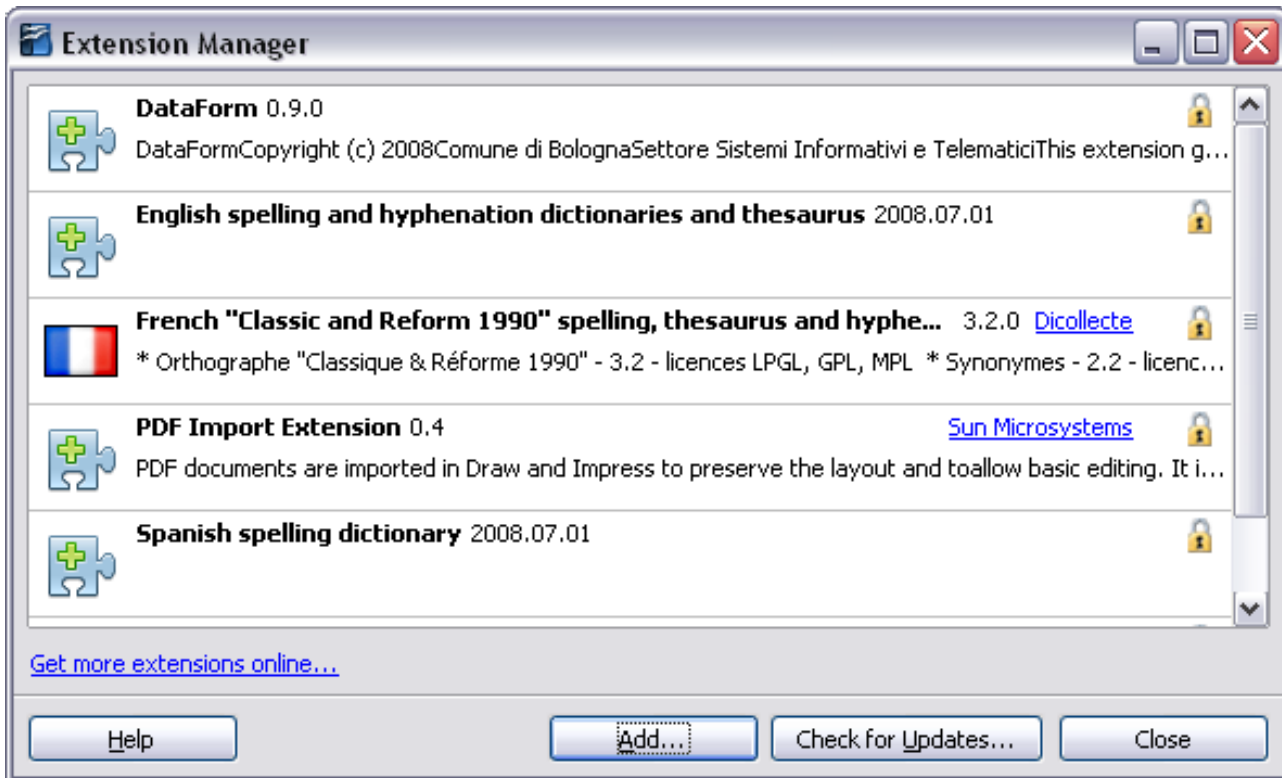 Extension Manager
DataForm 0.9.0
DataFormCopyright (c) 2008Comune di BolognaSettore Sistemi Informativi e TelematiciThis extension g...
English spelling and hyphenation dictionaries and thesaurus 2008.07.01
French "Classic and Reform 1990" spelling, thesaurus and hyphe... 3.2.0 Dicollecte
* Orthographe "Classique & Réforme 1990" - 3.2 - licences LPGL, GPL, MPL * Synonymes - 2.2 - licenc...
PDF Import Extension 0.4 Sun Microsystems
PDF documents are imported in Draw and Impress to preserve the layout and toallow basic editing. It i...
Spanish spelling dictionary 2008.07.01
Get more extensions online...
Help Add... Check for Updates... Close